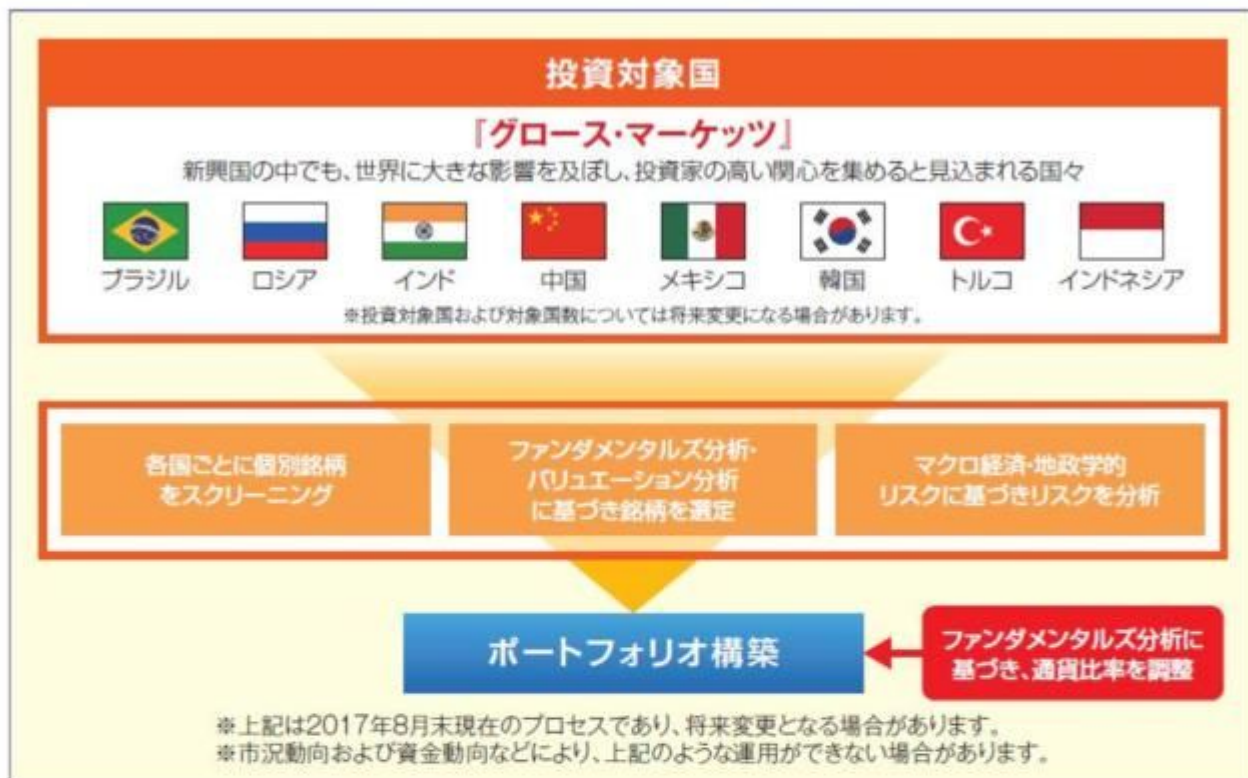 投資対象国
『グロース・マーケッツ』
新興国の中でも、世界に大きな影響を及ぼし、投資家の高い関心を集めると見込まれる国々
ブラジル ロシア インド 中国 メキシコ 韓国 トルコ インドネシア
※投資対象国および対象国数については将来変更になる場合があります。
各国ごとに個別銘柄
をスクリーニング
ファンダメンタルズ分析・
バリュエーション分析
に基づき銘柄を選定
マクロ経済・地政学的
リスクに基づきリスクを分析
ポートフォリオ構築
ファンダメンタルズ分析に
基づき、通貨比率を調整
※上記は2017年8月末現在のプロセスであり、将来変更となる場合があります。
※市況動向および資金動向などにより、上記のような運用ができない場合があります。